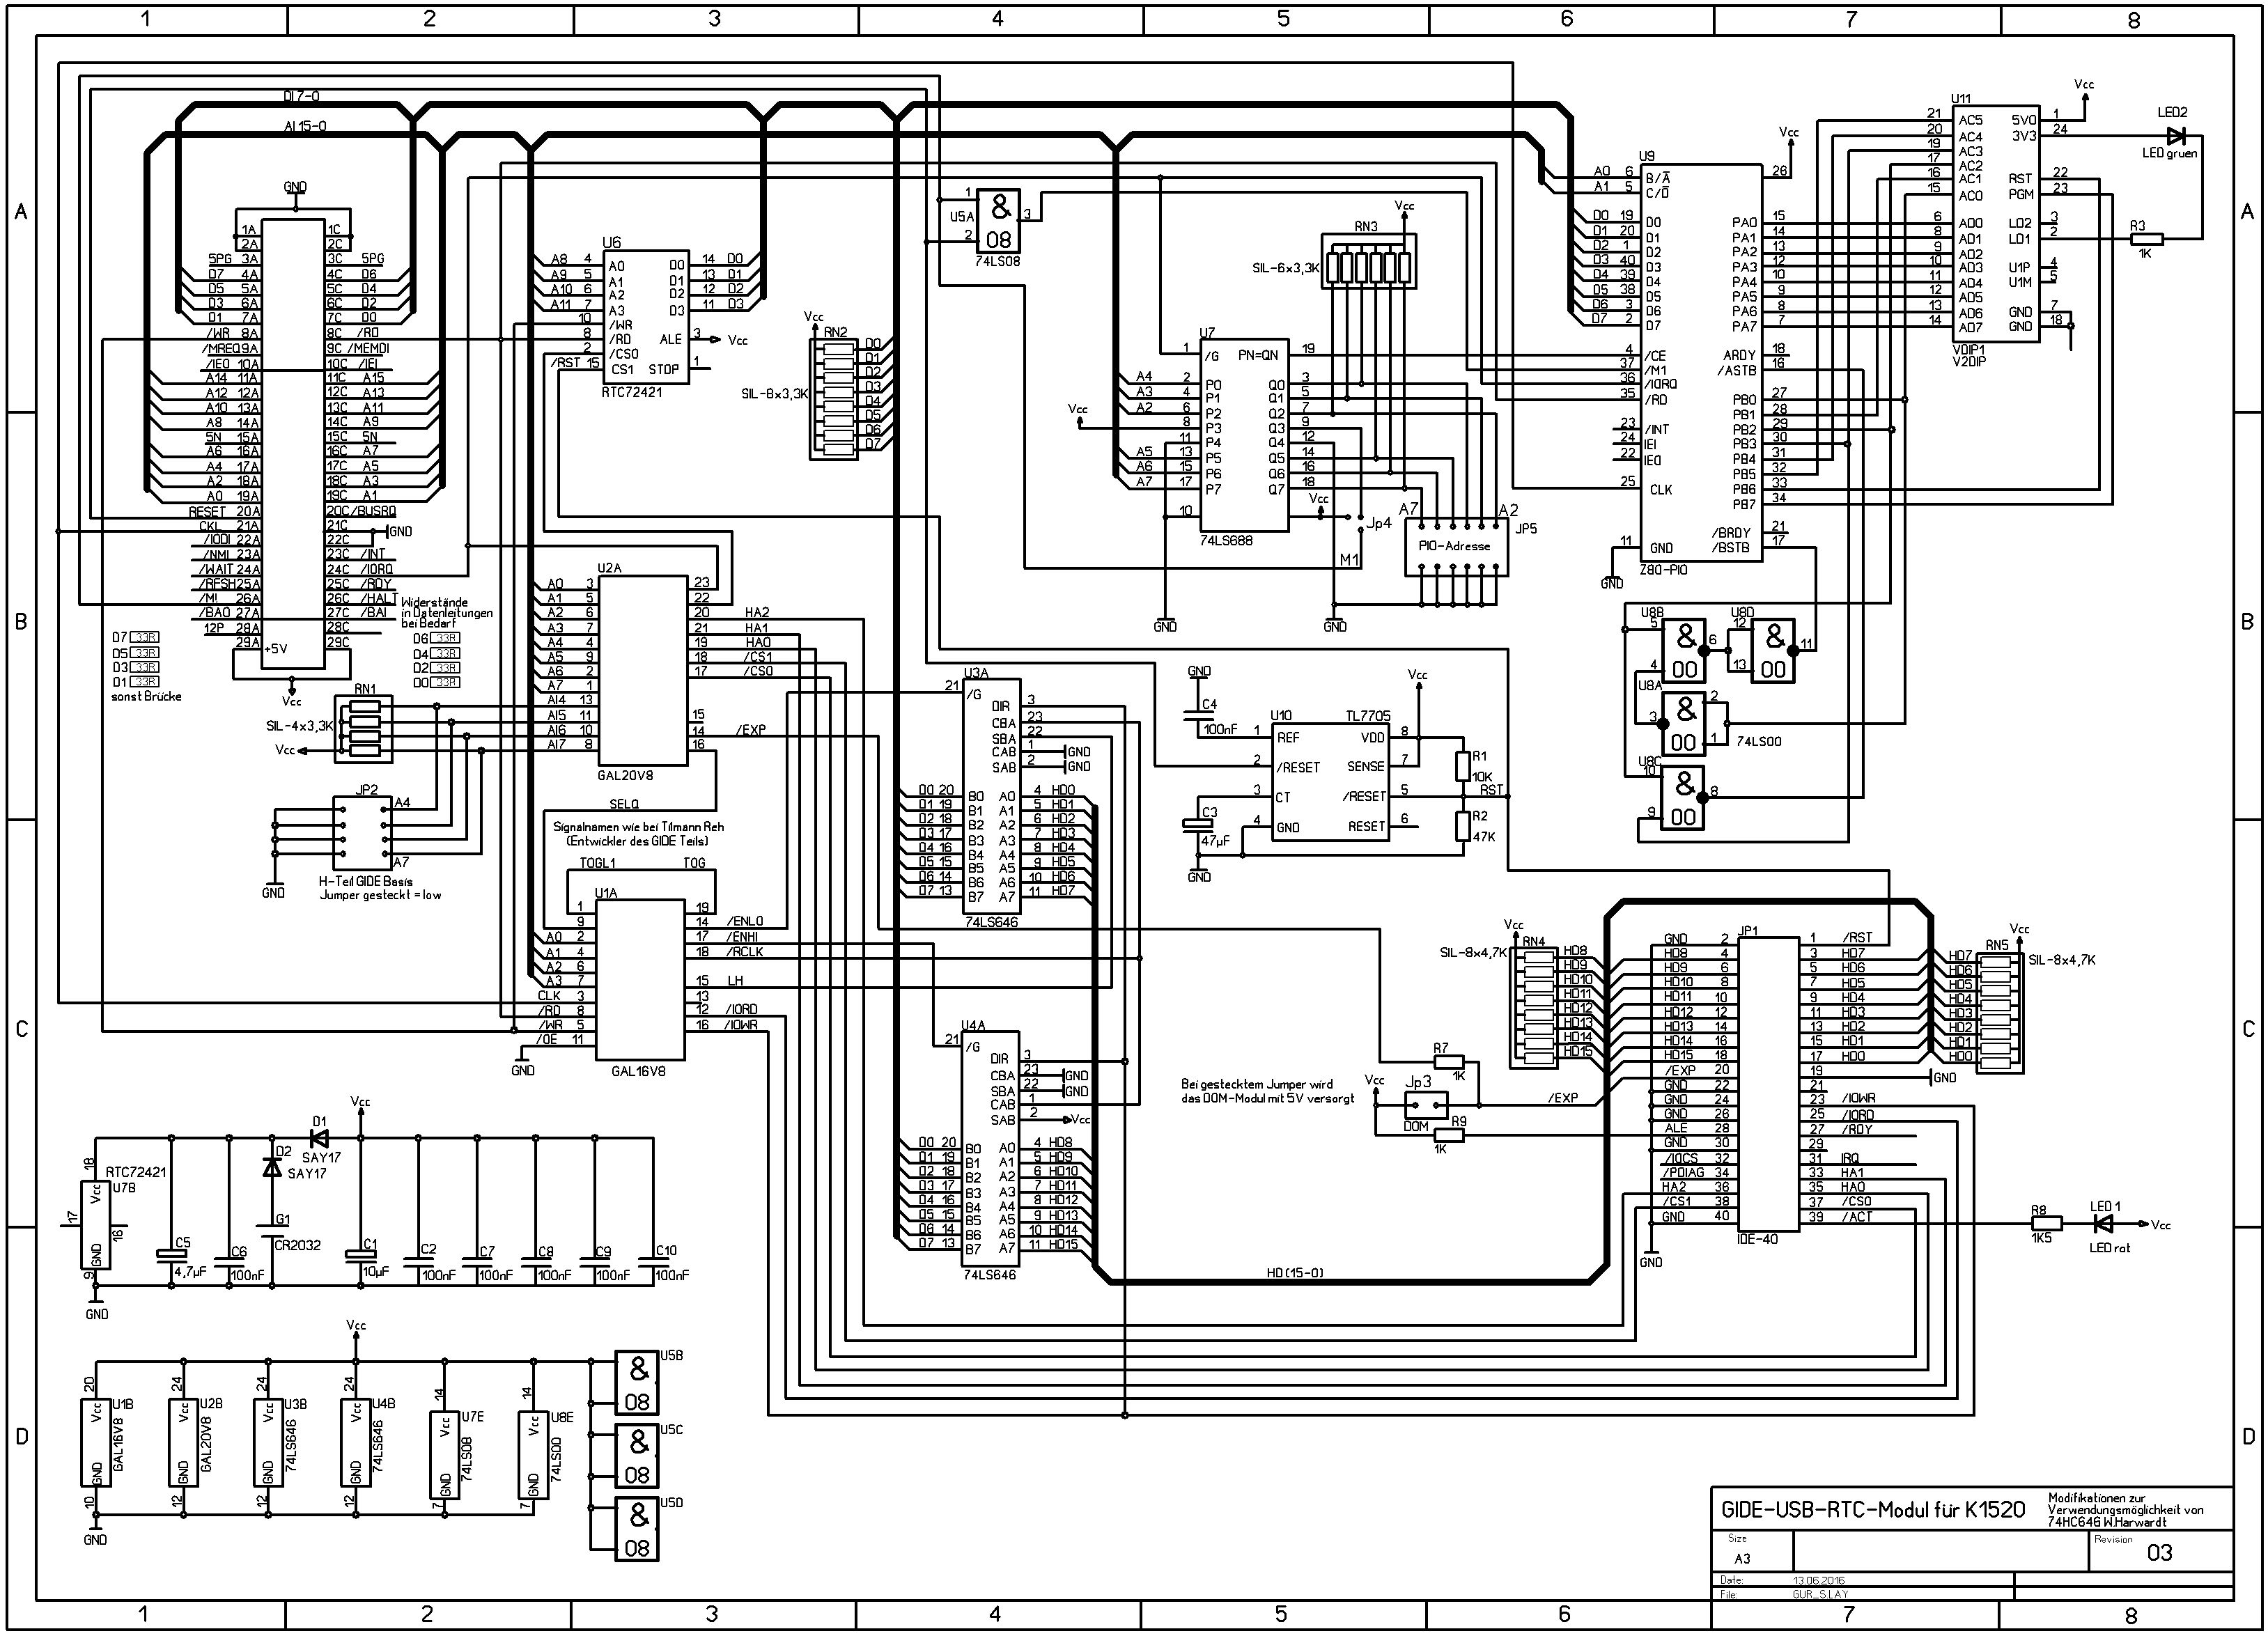 1 2 3 4 5 6 7 8
A
B
C
D
DI7-0
AI15-0
GND
1A 1C
2A 2C
5PG 3A 3C 5PG
D7 4A 4C D6
D5 5A 5C D4
D3 6A 6C D2
D1 7A 7C D0
/WR 8A 8C /RD
/MREQ 9A 9C /MEMDI
/IEO 10A 10C /IEI
A14 11A 11C A15
A12 12A 12C A13
A10 13A 13C A11
A8 14A 14C A9
5N 15A 15C 5N
A6 16A 16C A7
A4 17A 17C A5
A2 18A 18C A3
A0 19A 19C A1
RESET 20A 20C /BUSRQ
CKL 21A 21C
/IODI 22A 22C GND
/NMI 23A 23C /INT
/WAIT 24A 24C /IORQ
/RFSH 25A 25C /RDY
/M1 26A 26C /HALT
/BAO 27A 27C /BAI
12P 28A 28C
29A +5V 29C
Vcc
Widerstände
in Datenleitungen
bei Bedarf
D7 33R D6 33R
D5 33R D4 33R
D3 33R D2 33R
D1 33R D0 33R
sonst Brücke
RN1
SIL-4x3,3K
Vcc
JP2
A4
A7
GND
H-Teil GIDE Basis
Jumper gesteckt = low
U6
A8 4 A0 D0 14 D0
A9 5 A1 D1 13 D1
A10 6 A2 D2 12 D2
A11 7 A3 D3 11 D3
10 /WR
8 /RD ALE 3 Vcc
2 /CS0
/RST 15 CS1 STOP 1
RTC72421
Vcc
RN2
SIL-8x3,3K
D0
D1
D2
D3
D4
D5
D6
D7
U2A
A0 3 23
A1 5 22
A2 6 20 HA2
A3 7 21 HA1
A4 4 19 HA0
A5 9 18 /CS1
A6 2 17 /CS0
A7 1
AI4 13
AI5 11 15
AI6 10 14 /EXP
AI7 8 16
GAL20V8
SELQ
Signalnamen wie bei Tilmann Reh
(Entwickler des GIDE Teils)
TOGL1 TOG
U1A
1 19
9 14 /ENLO
A0 2 17 /ENHI
A1 4 18 /RCLK
A2 6
A3 7 15 LH
CLK 3 13
/RD 8 12 /IORD
/WR 5 16 /IOWR
/OE 11
GND
GAL16V8
1
2
U5A
&
08
3
74LS08
Vcc
RN3
SIL-6x3,3K
U7
1 /G PN=QN 19
A4 2 P0 Q0 3
A3 4 P1 Q1 5
A2 6 P2 Q2 7
Vcc 8 P3 Q3 9
11 P4 Q4 12
A5 13 P5 Q5 14
A6 15 P6 Q6 16
A7 17 P7 Q7 18
10
74LS688
Vcc
Jp4
M1
A7 A2
JP5
PIO-Adresse
GND
GND
U9
A0 6 B/A
A1 5 C/D
D0 19 D0
D1 20 D1
D2 1 D2
D3 40 D3
D4 39 D4
D5 38 D5
D6 3 D6
D7 2 D7
4 /CE
37 /M1
36 /IORQ
35 /RD
23 /INT
24 IEI
22 IEO
25 CLK
11 GND
GND
Vcc
26
PA0 15
PA1 14
PA2 13
PA3 12
PA4 10
PA5 9
PA6 8
PA7 7
ARDY 18
/ASTB 16
PB0 27
PB1 28
PB2 29
PB3 30
PB4 31
PB5 32
PB6 33
PB7 34
/BRDY 21
/BSTB 17
Z80-PIO
U11
21 AC5 5V0 1 Vcc
20 AC4 3V3 24
19 AC3
17 AC2
16 AC1 RST 22
15 AC0 PGM 23
6 AD0 LD2 3
8 AD1 LD1 2
9 AD2
10 AD3 U1P 4
11 AD4 U1M 5
12 AD5
13 AD6 GND 7
14 AD7 GND 18
VDIP1
V2DIP
LED2
LED gruen
R3
1K
U8B U8D
5 & 6 12 & 11
4 00 13 00
U8A
3 & 2
00 1 74LS00
U8C
10 & 8
9 00
U3A
21 /G
DIR 3
CBA 23
SBA 22
CAB 1 GND
SAB 2 GND
D0 20 B0 A0 4 HD0
D1 19 B1 A1 5 HD1
D2 18 B2 A2 6 HD2
D3 17 B3 A3 7 HD3
D4 16 B4 A4 8 HD4
D5 15 B5 A5 9 HD5
D6 14 B6 A6 10 HD6
D7 13 B7 A7 11 HD7
74LS646
U4A
21 /G
DIR 3
CBA 23 GND
SBA 22 GND
CAB 1
SAB 2 Vcc
D0 20 B0 A0 4 HD8
D1 19 B1 A1 5 HD9
D2 18 B2 A2 6 HD10
D3 17 B3 A3 7 HD11
D4 16 B4 A4 8 HD12
D5 15 B5 A5 9 HD13
D6 14 B6 A6 10 HD14
D7 13 B7 A7 11 HD15
74LS646
GND
C4
100nF
Vcc
U10 TL7705
1 REF VDD 8
2 /RESET SENSE 7
3 CT /RESET 5 RST
4 GND RESET 6
C3
47µF
GND
R1
10K
R2
47K
HD(15-0)
Vcc
RN4
SIL-8x4,7K
HD8
HD9
HD10
HD11
HD12
HD13
HD14
HD15
JP1
GND 2 1 /RST
HD8 4 3 HD7
HD9 6 5 HD6
HD10 8 7 HD5
HD11 10 9 HD4
HD12 12 11 HD3
HD13 14 13 HD2
HD14 16 15 HD1
HD15 18 17 HD0
/EXP 20 19 GND
GND 22 21
GND 24 23 /IOWR
GND 26 25 /IORD
ALE 28 27 /RDY
GND 30 29
/IOCS 32 31 IRQ
/PDIAG 34 33 HA1
HA2 36 35 HA0
/CS1 38 37 /CS0
GND 40 39 /ACT
IDE-40
GND
Vcc
RN5
SIL-8x4,7K
HD7
HD6
HD5
HD4
HD3
HD2
HD1
HD0
R7
1K
Bei gestecktem Jumper wird
das DOM-Modul mit 5V versorgt
Vcc
Jp3
DOM
/EXP
R9
1K
R8
1K5
LED 1
LED rot
Vcc
Vcc
D1
SAY17
D2
SAY17
18
RTC72421
U7B
Vcc
GND
17
16
9
GND
C5
4,7µF
C6
100nF
G1
CR2032
C1
10µF
C2
100nF
C7
100nF
C8
100nF
C9
100nF
C10
100nF
Vcc
20 Vcc GND 10 U1B GAL16V8
24 Vcc GND 12 U2B GAL20V8
24 Vcc GND 12 U3B 74LS646
24 Vcc GND 12 U4B 74LS646
14 Vcc GND 7 U7E 74LS08
14 Vcc GND 7 U8E 74LS00
GND
U5B
&
08
U5C
&
08
U5D
&
08
GIDE-USB-RTC-Modul für K1520
Modifikationen zur
Verwendungsmöglichkeit von
74HC646 W.Harwardt
Size
A3
Revision
03
Date: 13.06.2016
File: GUR_S.LAY
A
B
C
D
1 2 3 4 5 6 7 8